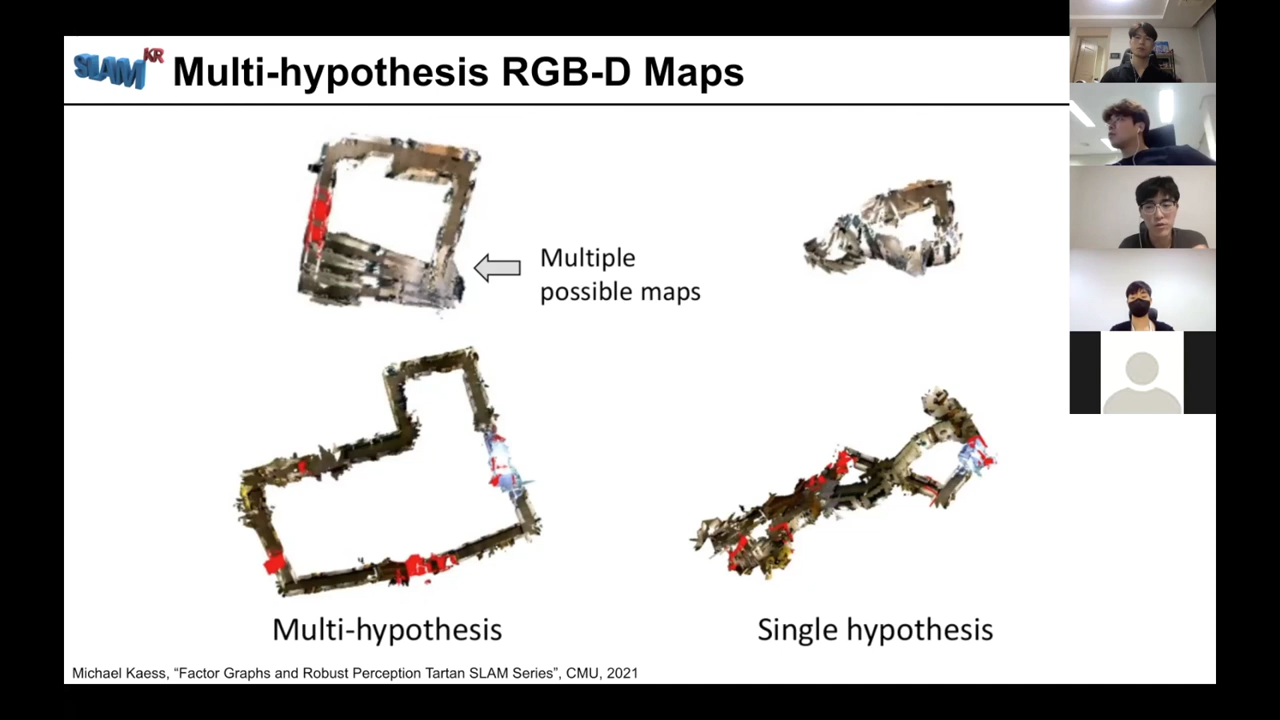 SLAM KR
Multi-hypothesis RGB-D Maps
Multiple
possible maps
Multi-hypothesis
Single hypothesis
Michael Kaess, “Factor Graphs and Robust Perception Tartan SLAM Series”, CMU, 2021